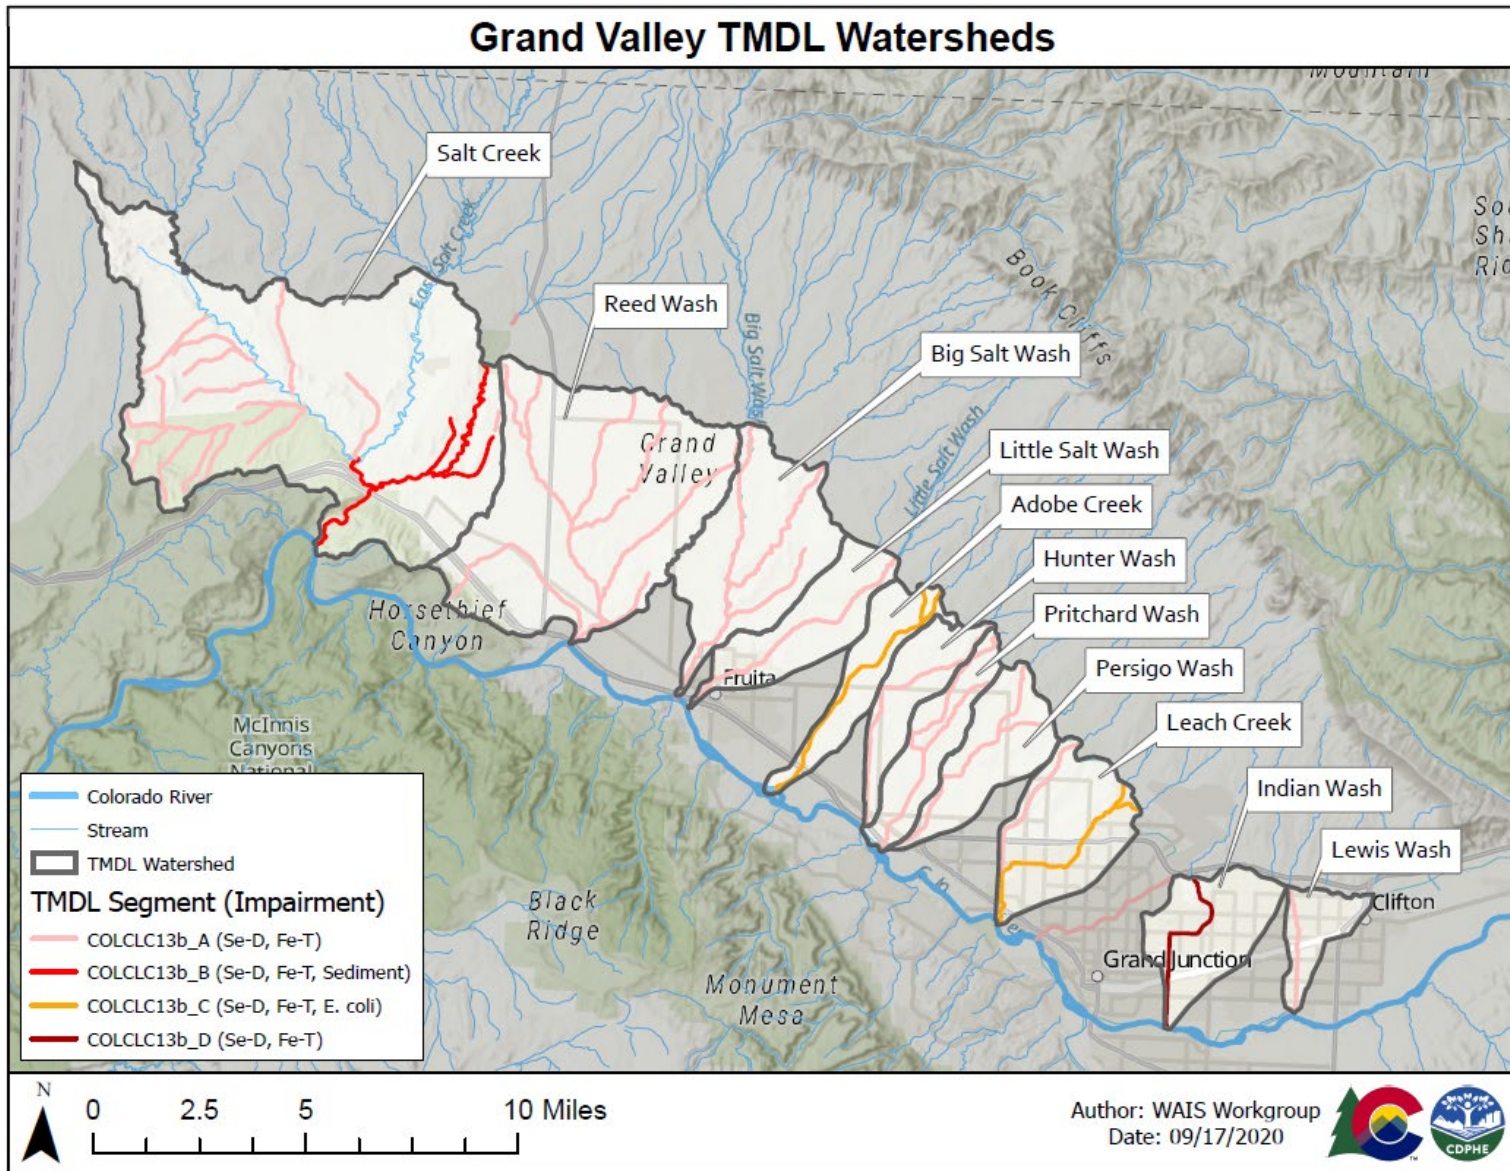 Grand Valley TMDL Watersheds
Salt Creek
East Salt Creek
Reed Wash
Big Salt Wash
Big Salt Wash
Book Cliffs
Grand
Valley
Little Salt Wash
Little Salt Wash
Adobe Creek
Hunter Wash
Horsethief
Canyon
Pritchard Wash
Fruita
Persigo Wash
McInnis
Canyons
National
Leach Creek
Indian Wash
Lewis Wash
Clifton
Black
Ridge
Grand Junction
Monument
Mesa
Colorado River
Stream
TMDL Watershed
TMDL Segment (Impairment)
COLCLC13b_A (Se-D, Fe-T)
COLCLC13b_B (Se-D, Fe-T, Sediment)
COLCLC13b_C (Se-D, Fe-T, E. coli)
COLCLC13b_D (Se-D, Fe-T)
N
0 2.5 5 10 Miles
Author: WAIS Workgroup
Date: 09/17/2020
CDPHE